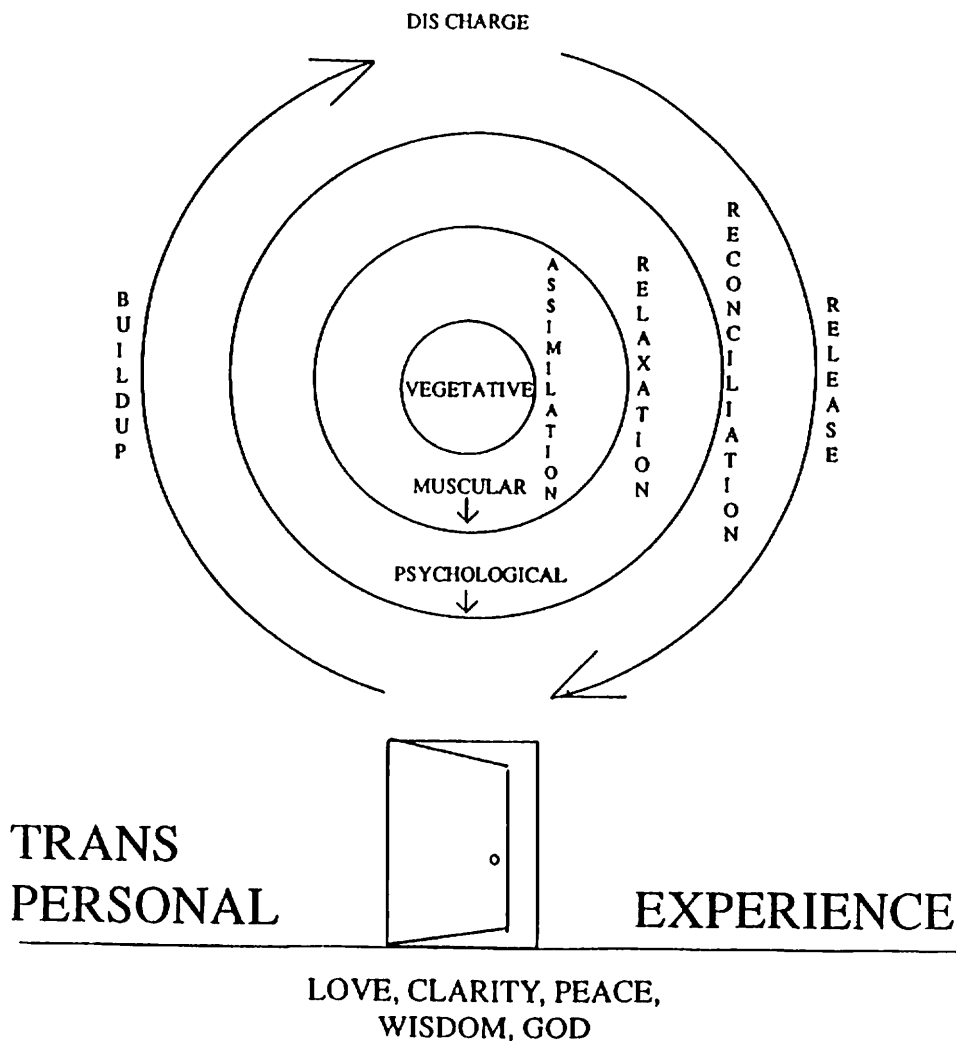 DIS CHARGE
BUILDUP
ASSIMILATION
RELAXATION
RECONCILIATION
RELEASE
VEGETATIVE
MUSCULAR
PSYCHOLOGICAL
TRANS
PERSONAL
EXPERIENCE
LOVE, CLARITY, PEACE,
WISDOM, GOD